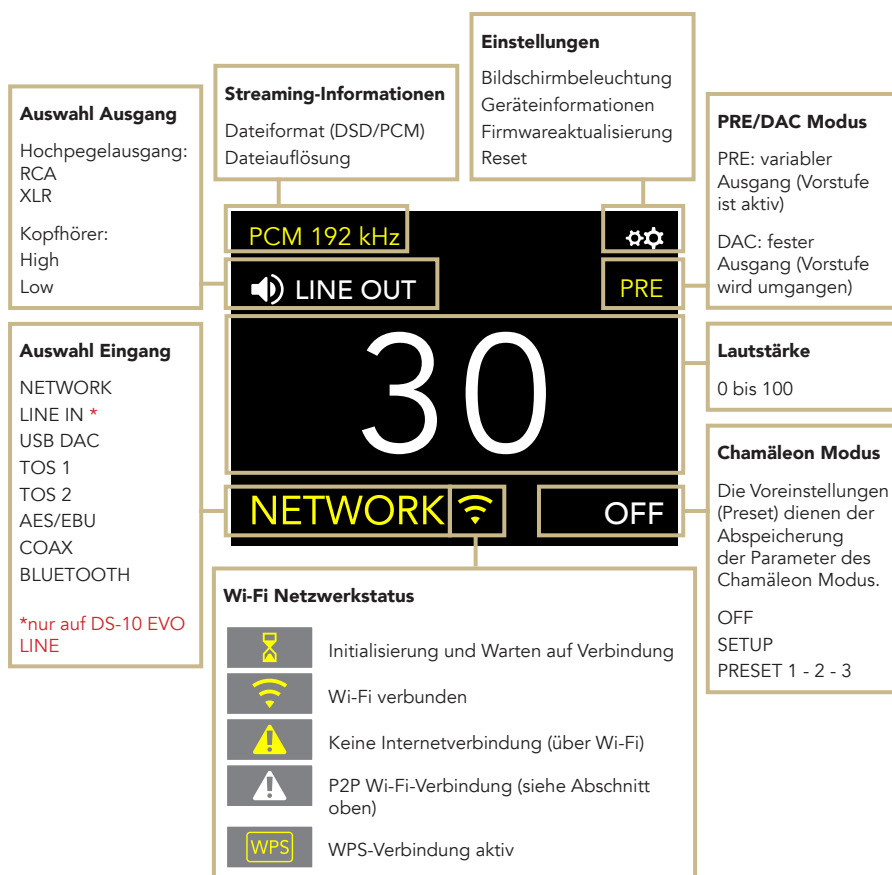 Einstellungen
Bildschirmbeleuchtung
Geräteinformationen
Firmwareaktualisierung
Reset
Streaming-Informationen
Dateiformat (DSD/PCM)
Dateiauflösung
Auswahl Ausgang
Hochpegelausgang:
RCA
XLR
Kopfhörer:
High
Low
PRE/DAC Modus
PRE: variabler
Ausgang (Vorstufe
ist aktiv)
DAC: fester
Ausgang (Vorstufe
wird umgangen)
PCM 192 kHz
LINE OUT
PRE
30
NETWORK
OFF
Auswahl Eingang
NETWORK
LINE IN *
USB DAC
TOS 1
TOS 2
AES/EBU
COAX
BLUETOOTH
*nur auf DS-10 EVO
LINE
Lautstärke
0 bis 100
Chamäleon Modus
Die Voreinstellungen
(Preset) dienen der
Abspeicherung
der Parameter des
Chamäleon Modus.
OFF
SETUP
PRESET 1 - 2 - 3
Wi-Fi Netzwerkstatus
Initialisierung und Warten auf Verbindung
Wi-Fi verbunden
Keine Internetverbindung (über Wi-Fi)
P2P Wi-Fi-Verbindung (siehe Abschnitt
oben)
WPS
WPS-Verbindung aktiv